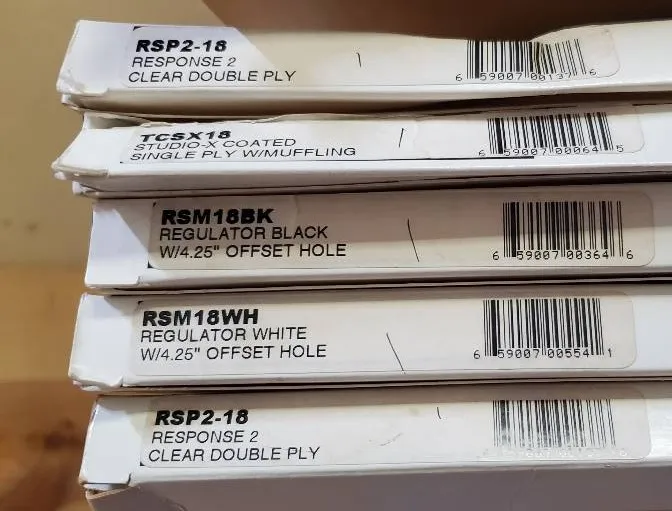 RSP2-18
RESPONSE 2
CLEAR DOUBLE PLY
6 59007 00137 6
TCSX18
STUDIO-X COATED
SINGLE PLY W/MUFFLING
6 59007 00064 5
RSM18BK
REGULATOR BLACK
W/4.25" OFFSET HOLE
6 59007 00364 6
RSM18WH
REGULATOR WHITE
W/4.25" OFFSET HOLE
6 59007 00554 1
RSP2-18
RESPONSE 2
CLEAR DOUBLE PLY